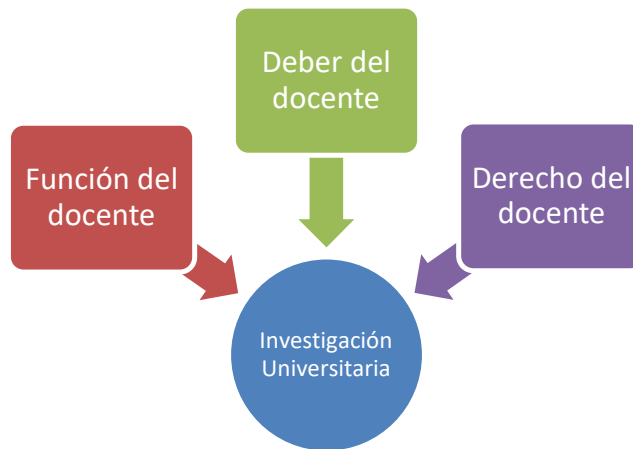 Deber del
docente
Función del
docente
Derecho del
docente
Investigación
Universitaria